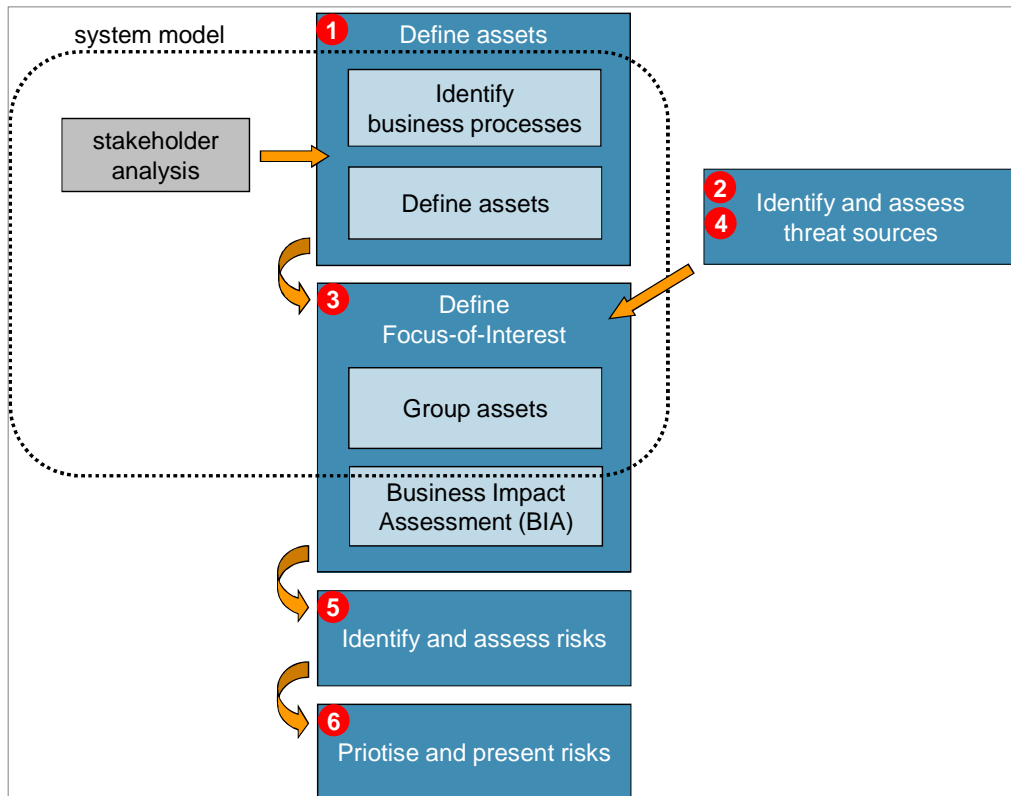 system model
1
Define assets
Identify
business processes
stakeholder
analysis
Define assets
2
4
Identify and assess
threat sources
3
Define
Focus-of-Interest
Group assets
Business Impact
Assessment (BIA)
5
Identify and assess risks
6
Priotise and present risks